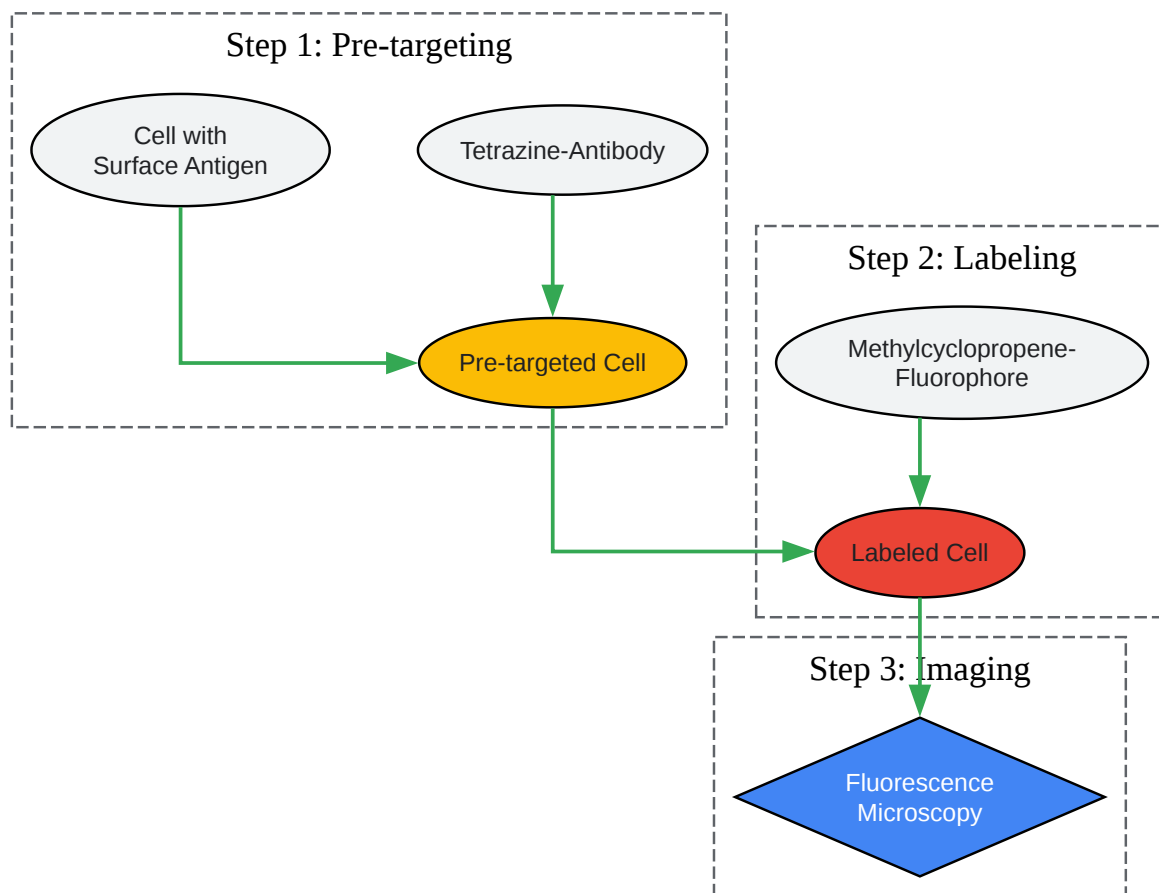 Step 1: Pre-targeting
Cell with
Surface Antigen
Tetrazine-Antibody
Pre-targeted Cell
Step 2: Labeling
Methylcyclopropene-
Fluorophore
Labeled Cell
Step 3: Imaging
Fluorescence
Microscopy